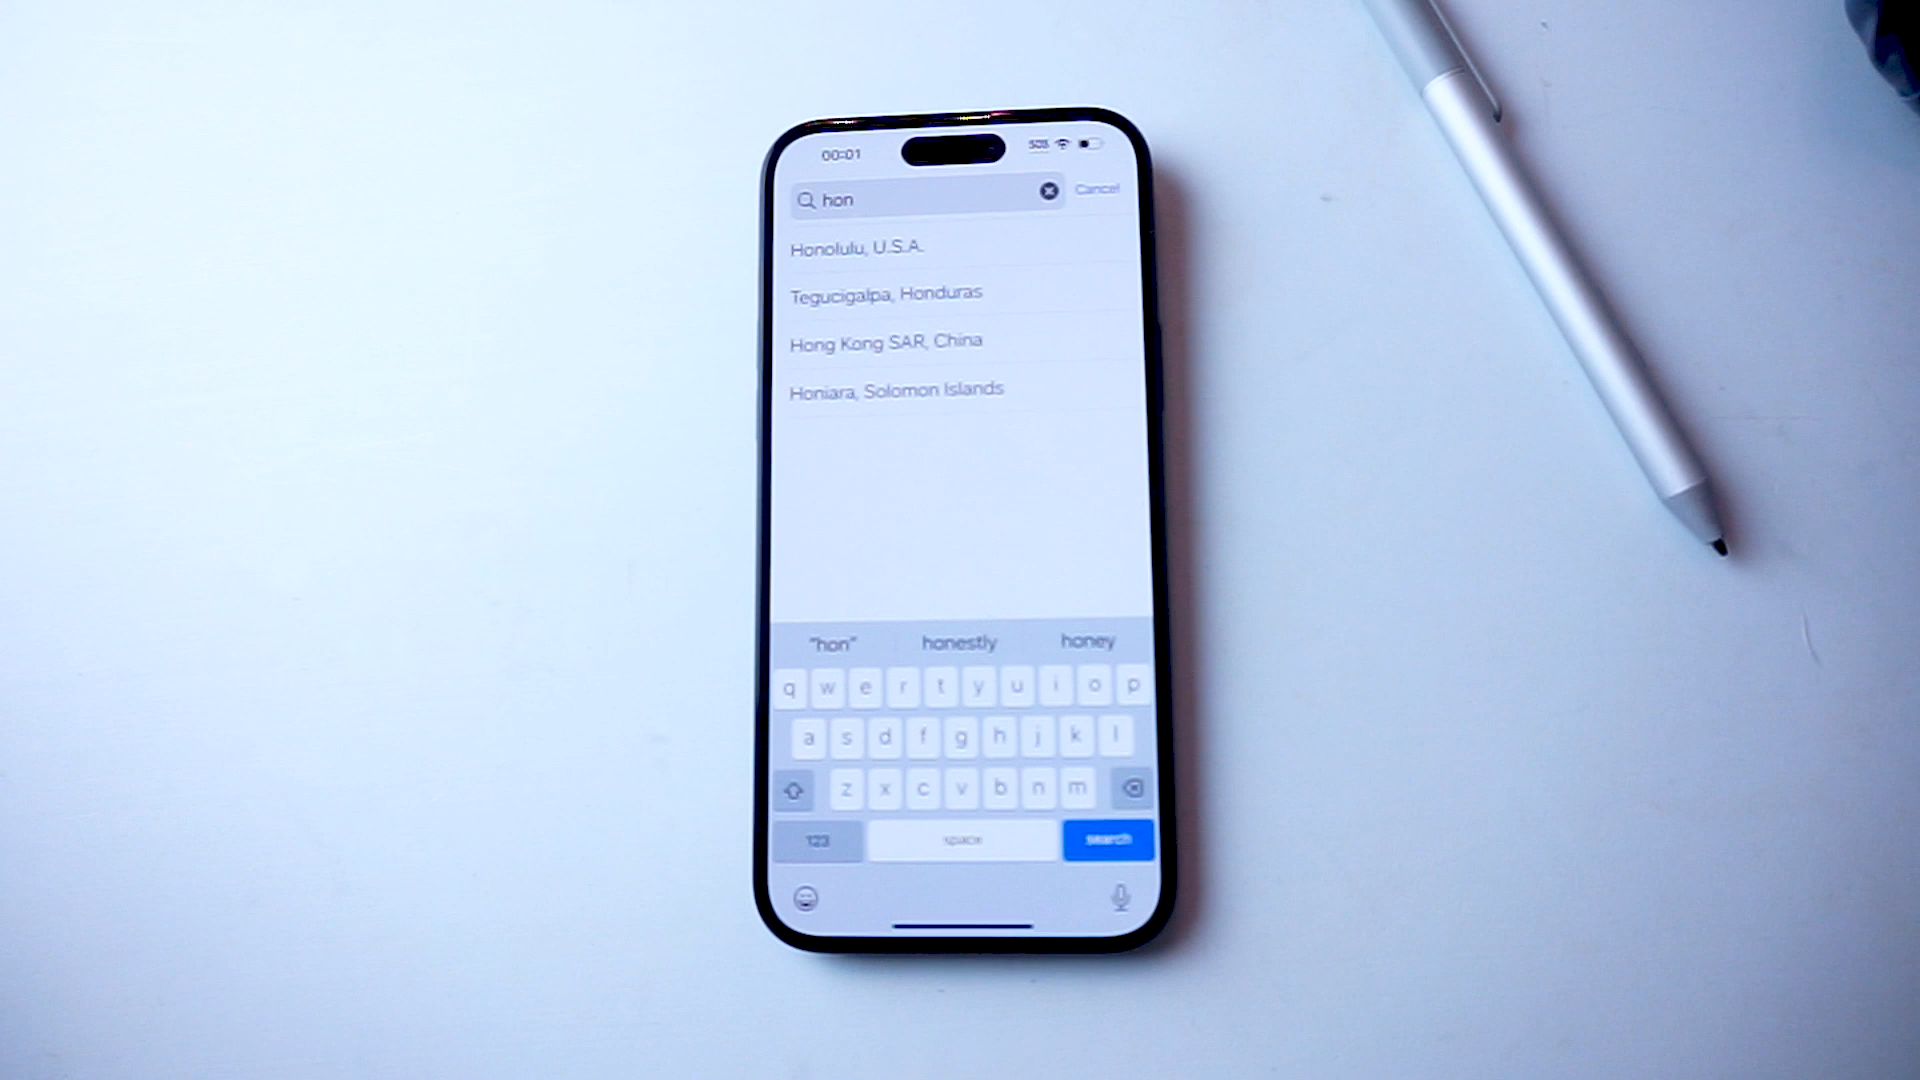 00:01 SOS
hon Cancel
Honolulu, U.S.A.
Tegucigalpa, Honduras
Hong Kong SAR, China
Honiara, Solomon Islands
"hon" honestly honey
q w e r t y u i o p
a s d f g h j k l
z x c v b n m
123 space search